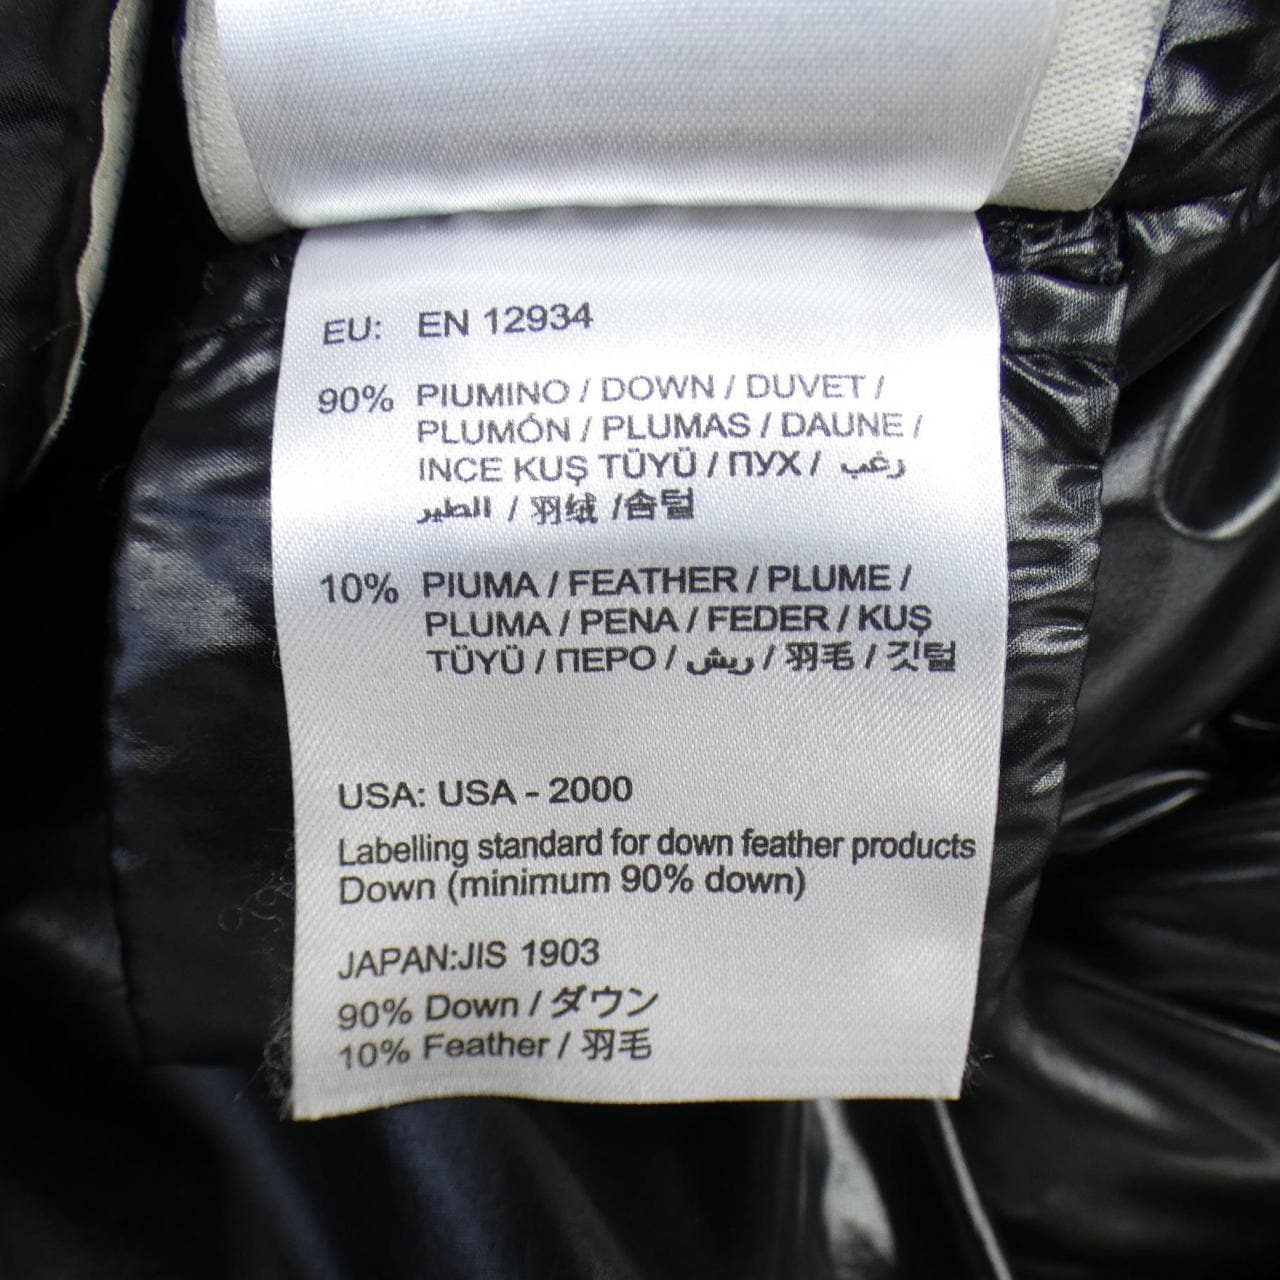 EU: EN 12934
90% PIUMINO / DOWN / DUVET /
PLUMÓN / PLUMAS / DAUNE /
INCE KUŞ TÜYÜ / ПУХ / زغب
الطير / 羽绒 / 솜털
10% PIUMA / FEATHER / PLUME /
PLUMA / PENA / FEDER / KUŞ
TÜYÜ / ПЕРО / ريش / 羽毛 / 깃털
USA: USA - 2000
Labelling standard for down feather products
Down (minimum 90% down)
JAPAN:JIS 1903
90% Down / ダウン
10% Feather / 羽毛